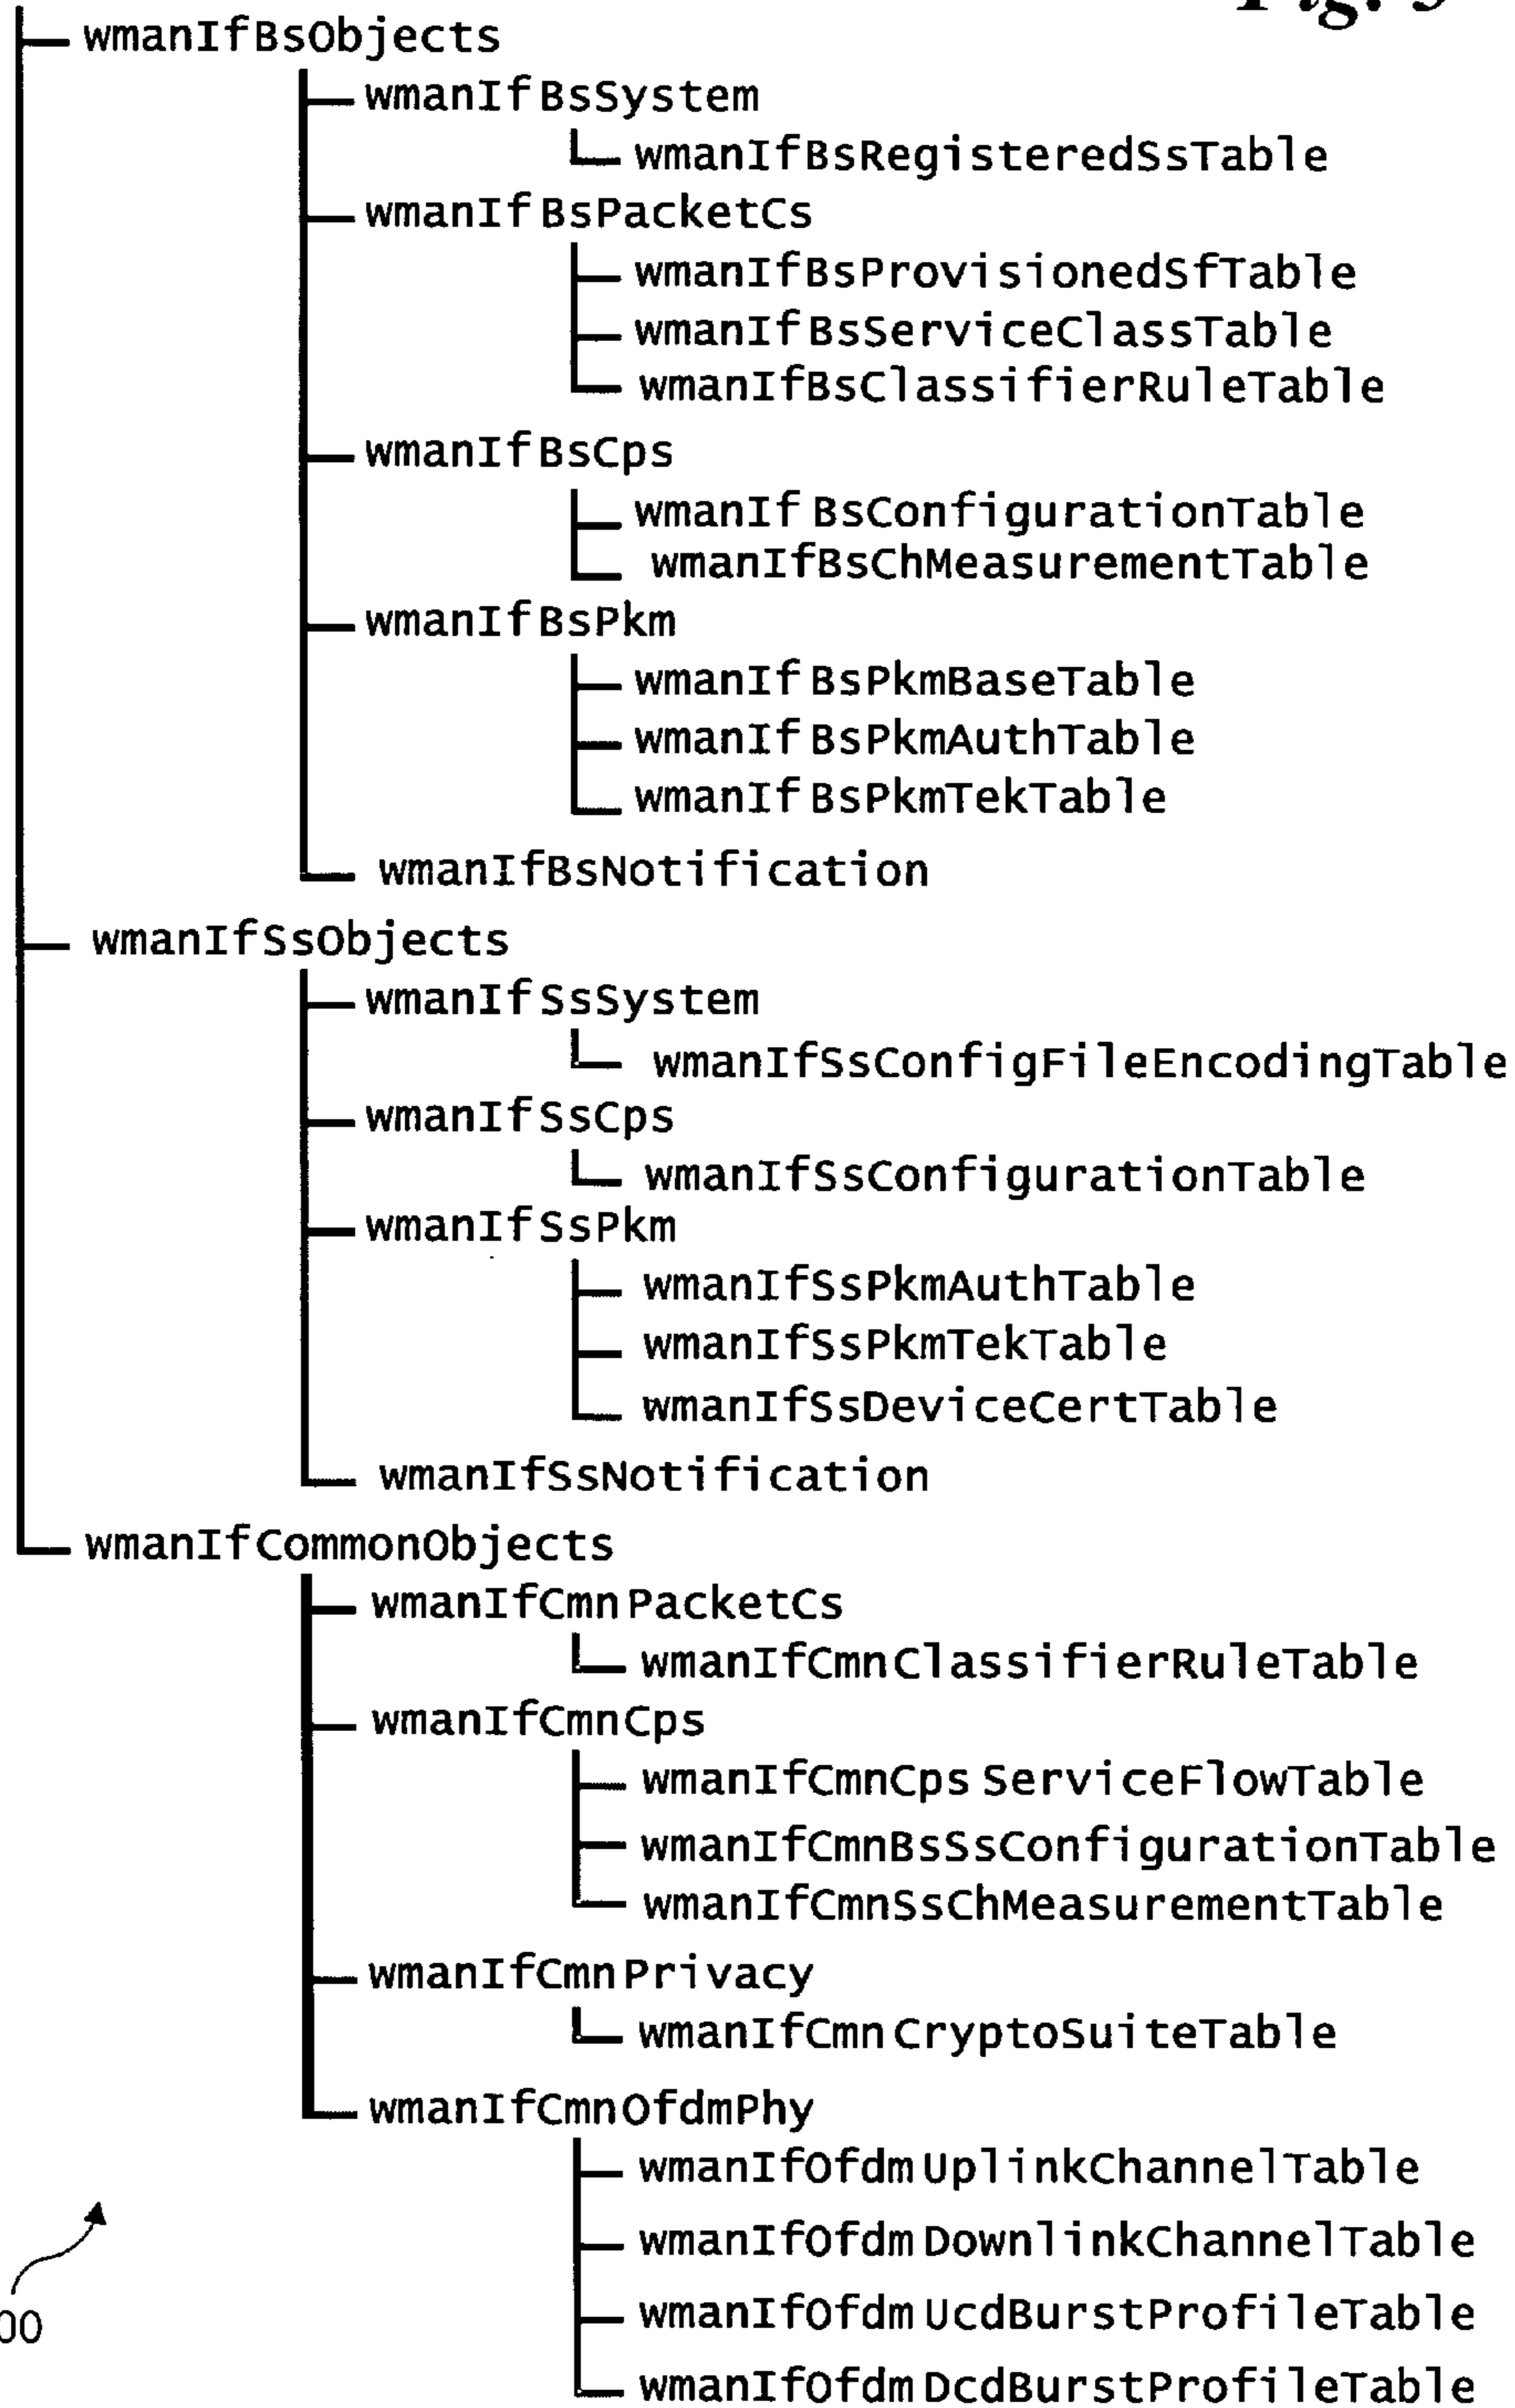 wmanIfBsObjects
wmanIfBsSystem
wmanIfBsRegisteredSsTable
wmanIfBsPacketCs
wmanIfBsProvisionedSfTable
wmanIfBsServiceClassTable
wmanIfBsClassifierRuleTable
wmanIfBsCps
wmanIfBsConfigurationTable
wmanIfBsChMeasurementTable
wmanIfBsPkm
wmanIfBsPkmBaseTable
wmanIfBsPkmAuthTable
wmanIfBsPkmTekTable
wmanIfBsNotification
wmanIfSsObjects
wmanIfSsSystem
wmanIfSsConfigFileEncodingTable
wmanIfSsCps
wmanIfSsConfigurationTable
wmanIfSsPkm
wmanIfSsPkmAuthTable
wmanIfSsPkmTekTable
wmanIfSsDeviceCertTable
wmanIfSsNotification
wmanIfCommonObjects
wmanIfCmnPacketCs
wmanIfCmnClassifierRuleTable
wmanIfCmnCps
wmanIfCmnCpsServiceFlowTable
wmanIfCmnBsSsConfigurationTable
wmanIfCmnSsChMeasurementTable
wmanIfCmnPrivacy
wmanIfCmnCryptoSuiteTable
wmanIfCmnOfdmPhy
wmanIfOfdmUplinkChannelTable
wmanIfOfdmDownlinkChannelTable
wmanIfOfdmUcdBurstProfileTable
wmanIfOfdmDcdBurstProfileTable